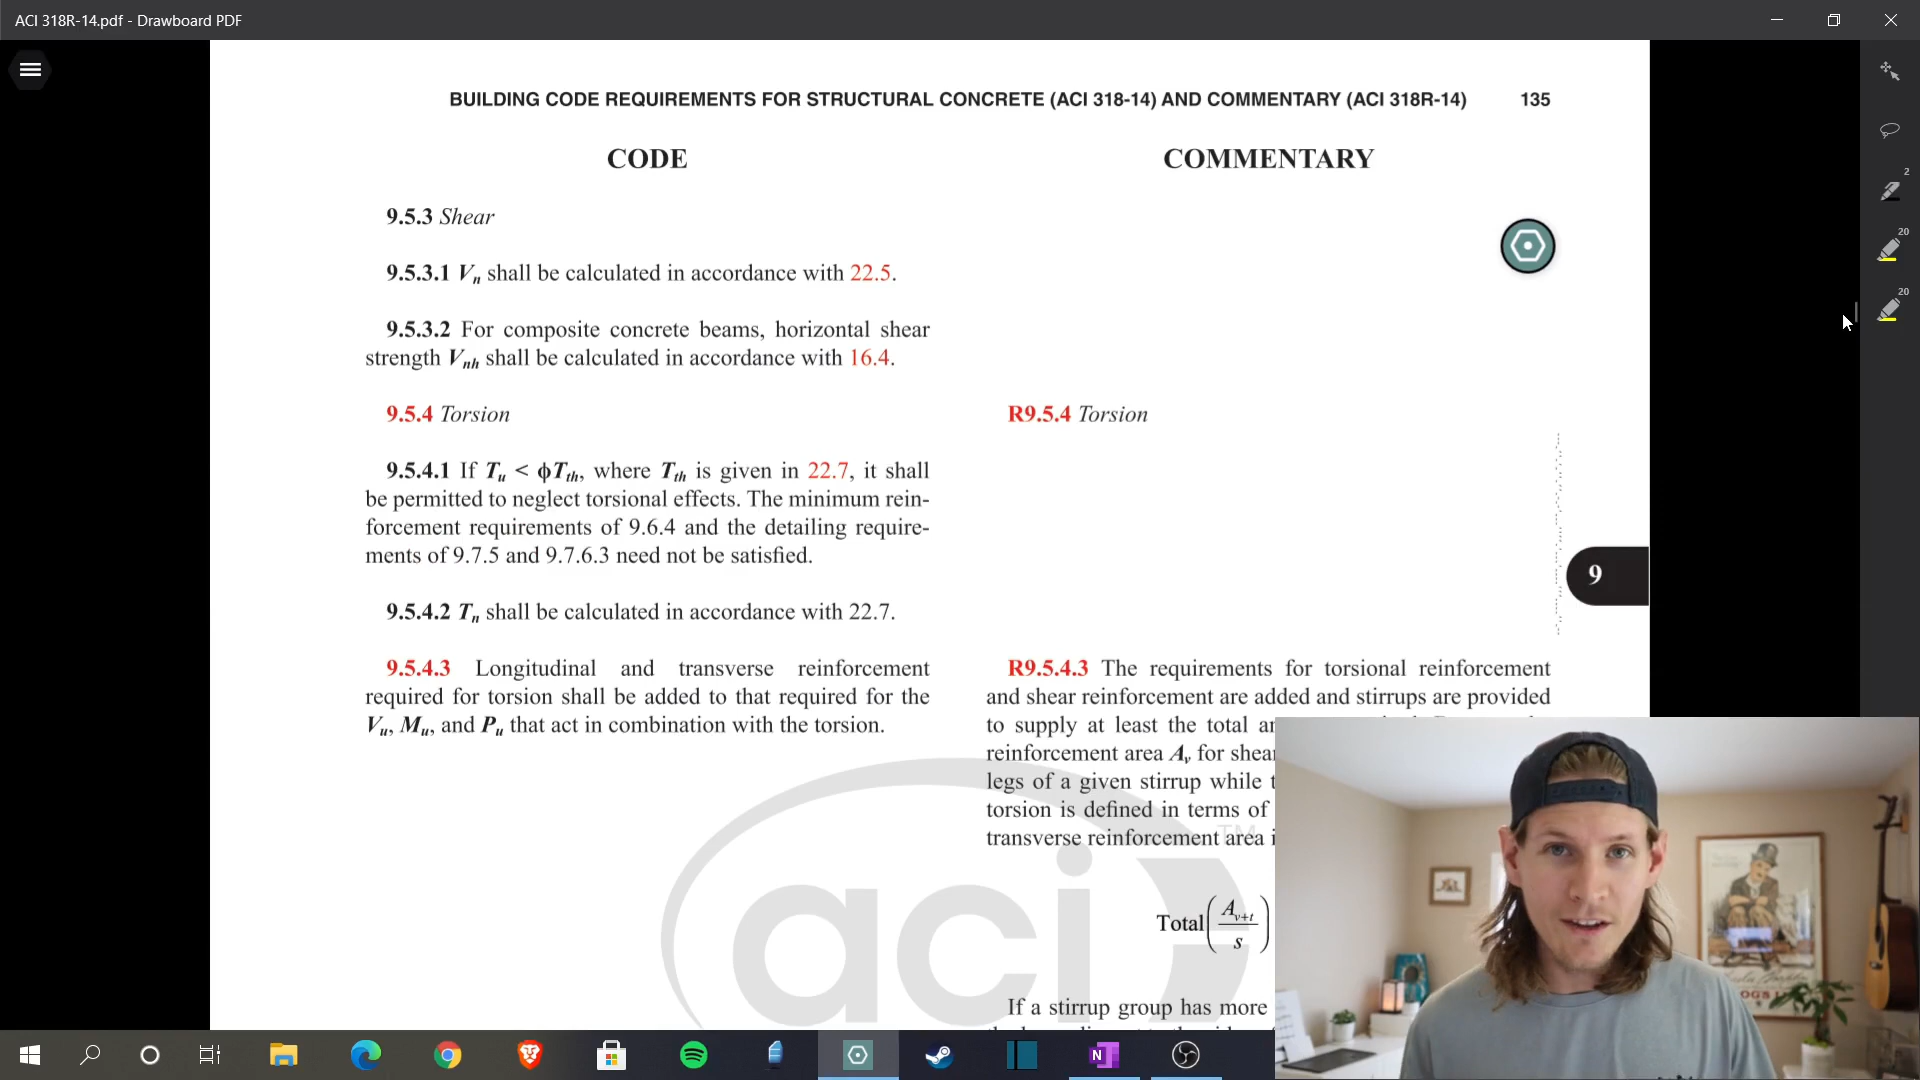 ACI 318R-14.pdf - Drawboard PDF
BUILDING CODE REQUIREMENTS FOR STRUCTURAL CONCRETE (ACI 318-14) AND COMMENTARY (ACI 318R-14) 135
CODE
9.5.3 Shear
9.5.3.1 Vn shall be calculated in accordance with 22.5.
9.5.3.2 For composite concrete beams, horizontal shear
strength Vnh shall be calculated in accordance with 16.4.
9.5.4 Torsion
9.5.4.1 If Tu < ϕTth, where Tth is given in 22.7, it shall
be permitted to neglect torsional effects. The minimum rein-
forcement requirements of 9.6.4 and the detailing require-
ments of 9.7.5 and 9.7.6.3 need not be satisfied.
9.5.4.2 Tn shall be calculated in accordance with 22.7.
9.5.4.3 Longitudinal and transverse reinforcement
required for torsion shall be added to that required for the
Vu, Mu, and Pu that act in combination with the torsion.
COMMENTARY
R9.5.4 Torsion
R9.5.4.3 The requirements for torsional reinforcement
and shear reinforcement are added and stirrups are provided
to supply at least the total
reinforcement area Av for shear
legs of a given stirrup while
torsion is defined in terms of
transverse reinforcement area
Total(Av+t/s)
If a stirrup group has more
9
aci
TM
2
20
20
N